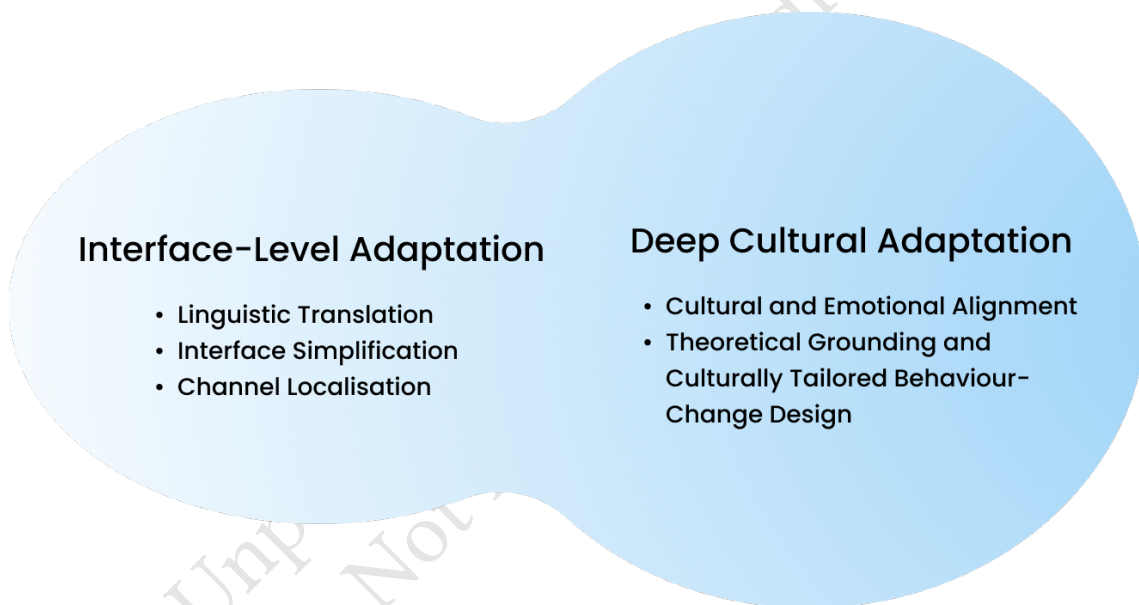 Interface-Level Adaptation
• Linguistic Translation
• Interface Simplification
• Channel Localisation
Deep Cultural Adaptation
• Cultural and Emotional Alignment
• Theoretical Grounding and
Culturally Tailored Behaviour-
Change Design
Not